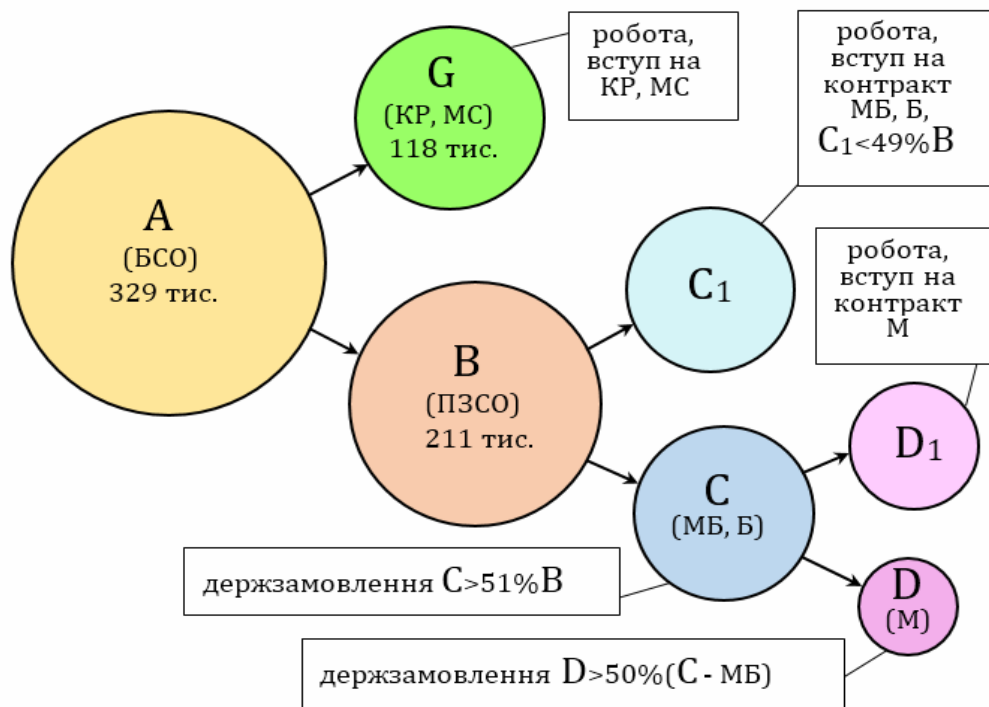 G
(КР, МС)
118 тис.
робота,
вступ на
КР, МС
робота,
вступ на
контракт
МБ, Б,
C₁<49%B
A
(БСО)
329 тис.
C₁
робота,
вступ на
контракт
М
B
(ПЗСО)
211 тис.
D₁
C
(МБ, Б)
держзамовлення C>51%B
D
(М)
держзамовлення D>50%(C - МБ)